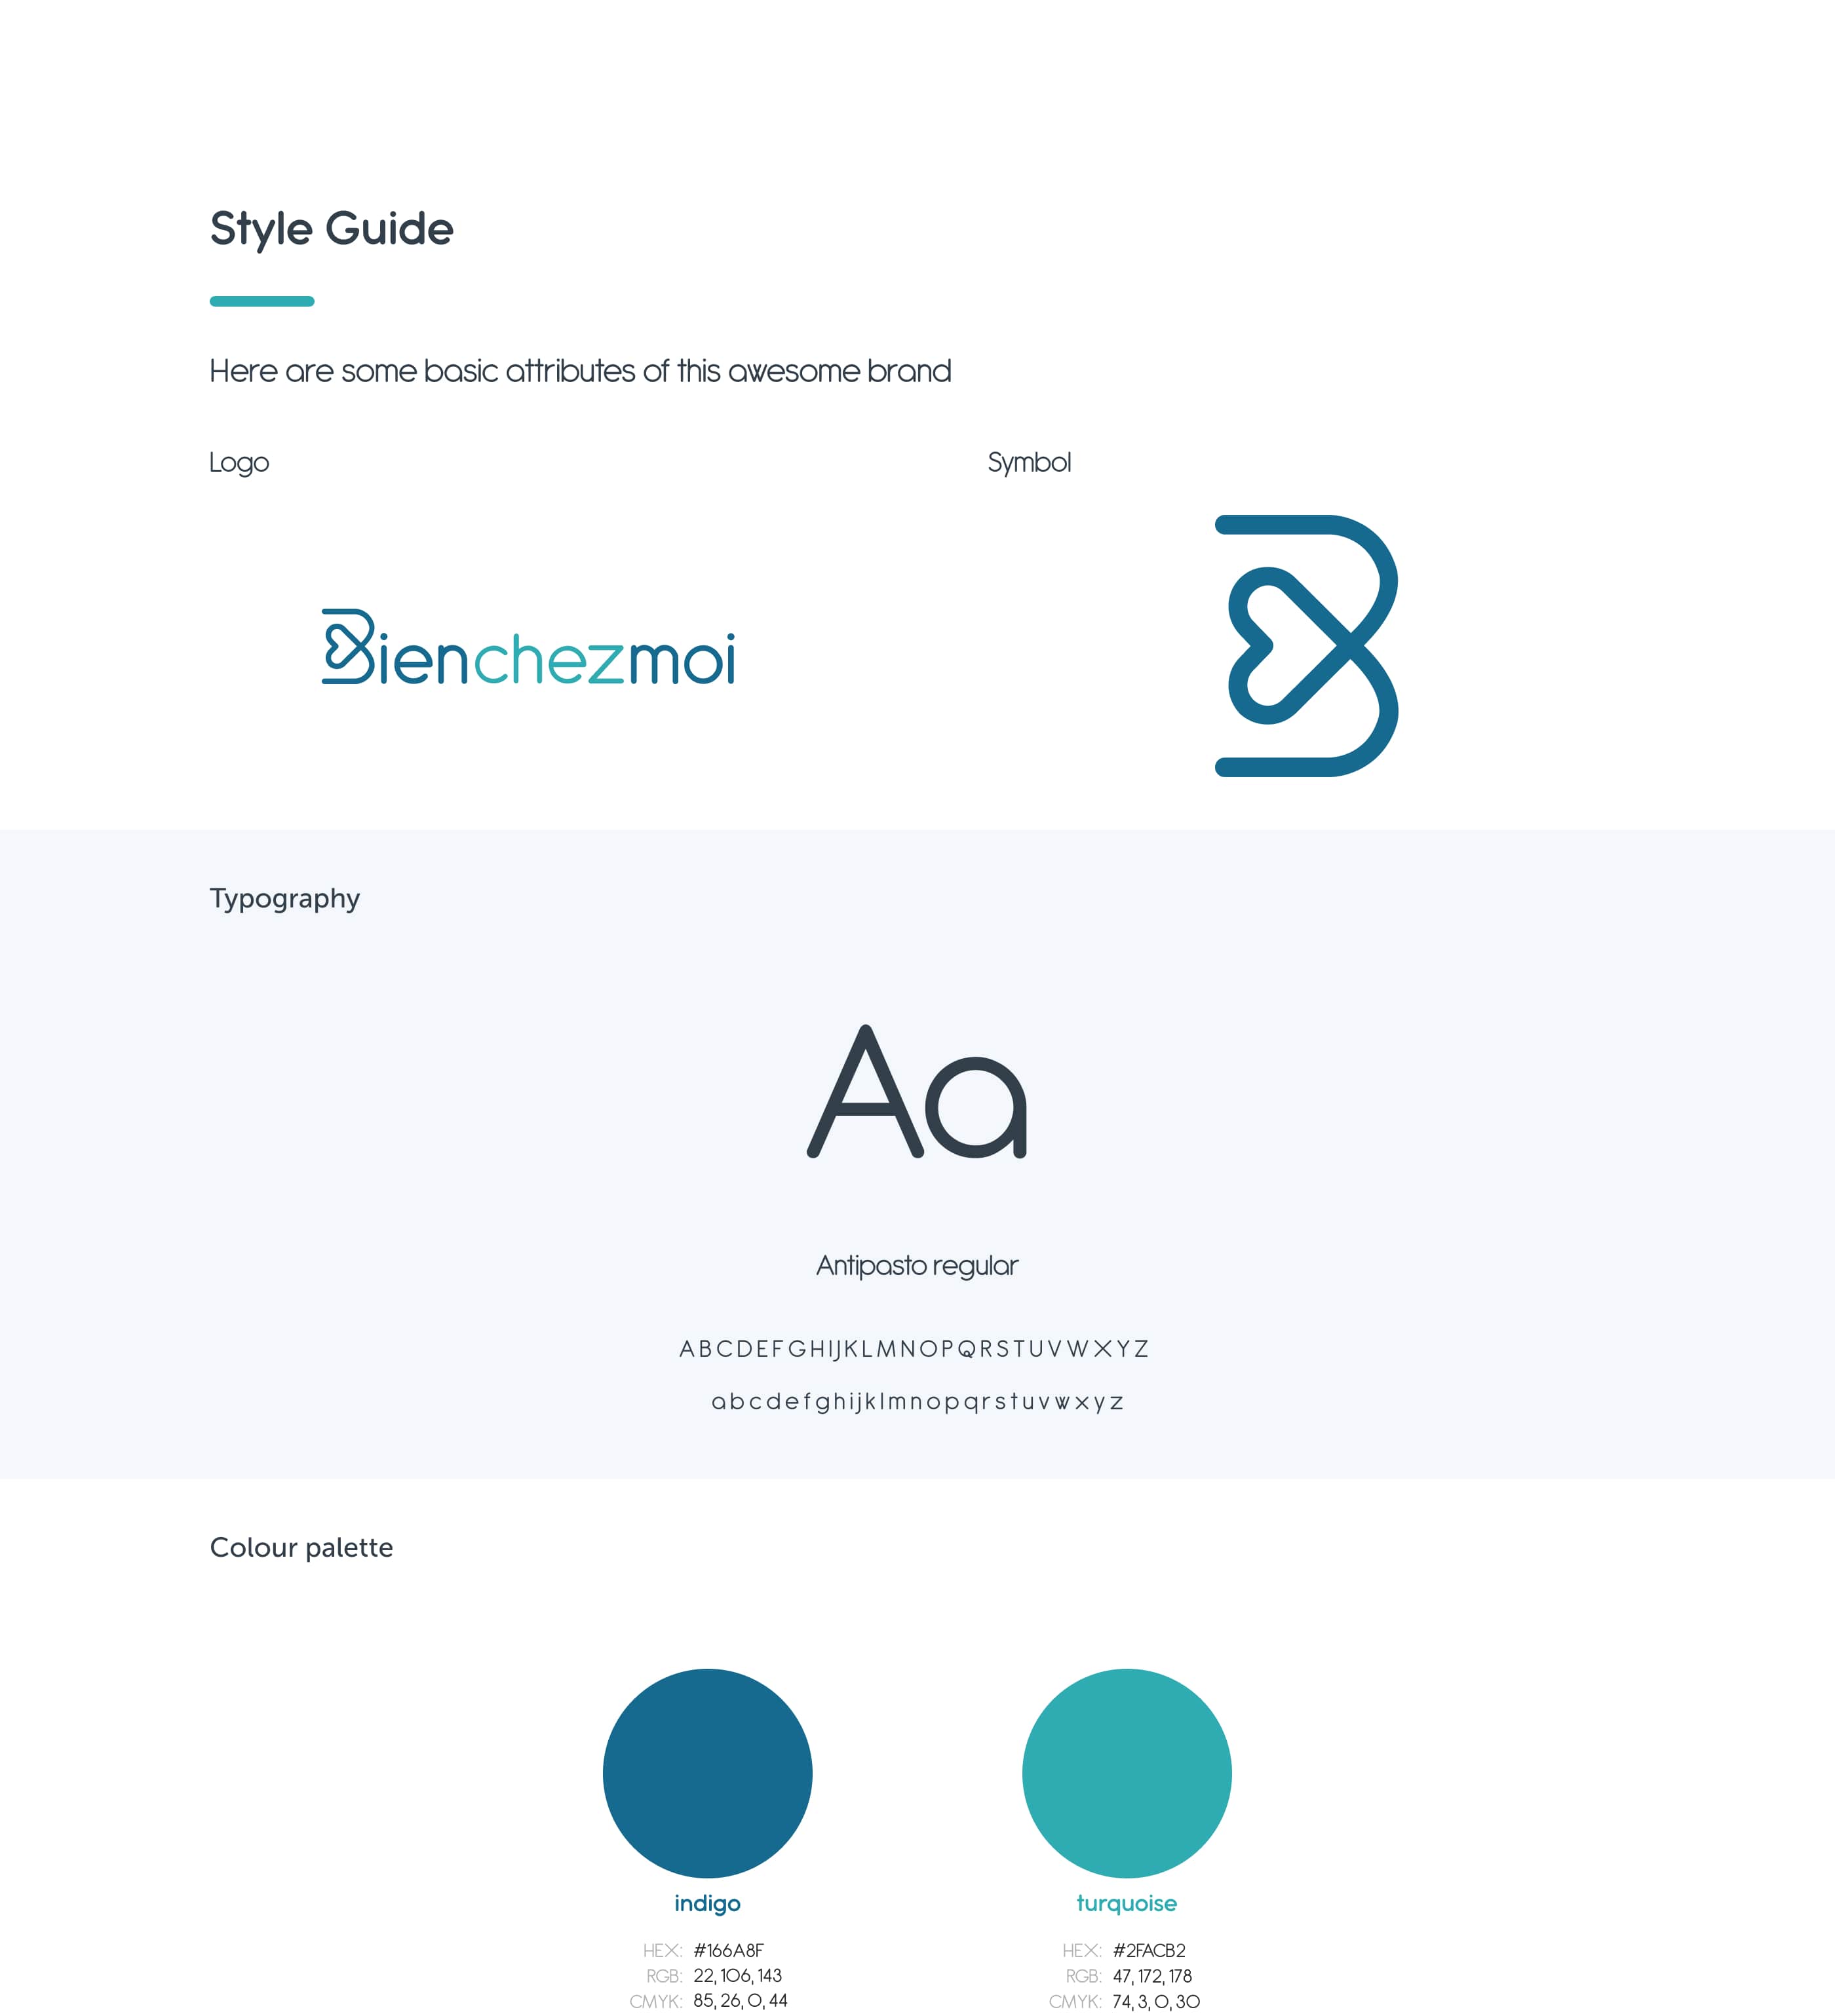 Style Guide
Here are some basic attributes of this awesome brand
Logo
Symbol
Bienchezmoi
Typography
Aa
Antipasto regular
A B C D E F G H I J K L M N O P Q R S T U V W X Y Z
a b c d e f g h i j k l m n o p q r s t u v w x y z
Colour palette
indigo
HEX: #166A8F
RGB: 22, 106, 143
CMYK: 85, 26, 0, 44
turquoise
HEX: #2FACB2
RGB: 47, 172, 178
CMYK: 74, 3, 0, 30